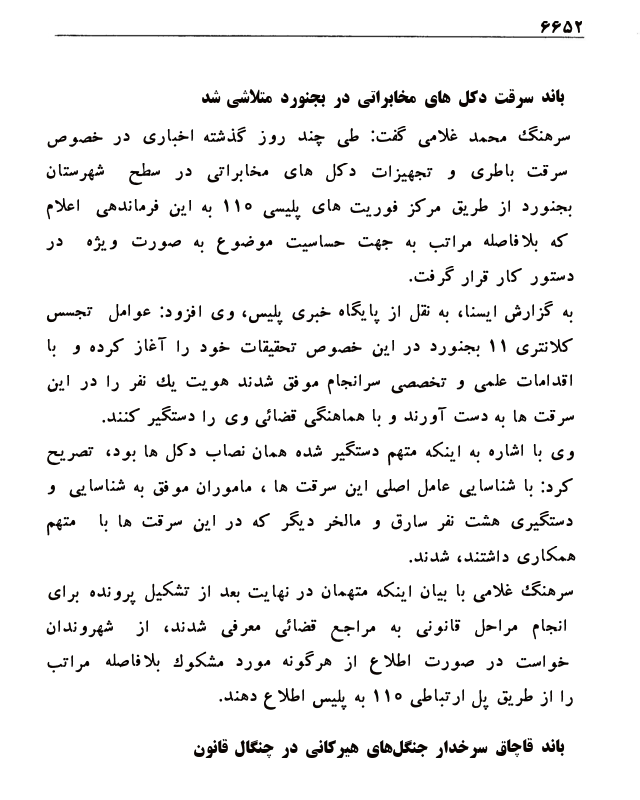 ۶۶۵۲
باند سرقت دکل های مخابراتی در بجنورد متلاشی شد
سرهنگ محمد غلامی گفت: طی چند روز گذشته اخباری در خصوص
سرقت باطری و تجهیزات دکل های مخابراتی در سطح شهرستان
بجنورد از طریق مرکز فوریت های پلیسی ۱۱۰ به این فرماندهی اعلام
که بلافاصله مراتب به جهت حساسیت موضوع به صورت ویژه در
دستور کار قرار گرفت.
به گزارش ایسنا، به نقل از پایگاه خبری پلیس، وی افزود: عوامل تجسس
کلانتری ۱۱ بجنورد در این خصوص تحقیقات خود را آغاز کرده و با
اقدامات علمی و تخصصی سرانجام موفق شدند هویت یك نفر را در این
سرقت ها به دست آورند و با هماهنگی قضائی وی را دستگیر کنند.
وی با اشاره به اینکه متهم دستگیر شده همان نصاب دکل ها بود، تصریح
کرد: با شناسایی عامل اصلی این سرقت ها ، ماموران موفق به شناسایی و
دستگیری هشت نفر سارق و مالخر دیگر که در این سرقت ها با متهم
همکاری داشتند، شدند.
سرهنگ غلامی با بیان اینکه متهمان در نهایت بعد از تشکیل پرونده برای
انجام مراحل قانونی به مراجع قضائی معرفی شدند، از شهروندان
خواست در صورت اطلاع از هرگونه مورد مشکوك بلافاصله مراتب
را از طریق پل ارتباطی ۱۱۰ به پلیس اطلاع دهند.
باند قاچاق سرخدار جنگل‌های هیرکانی در چنگال قانون